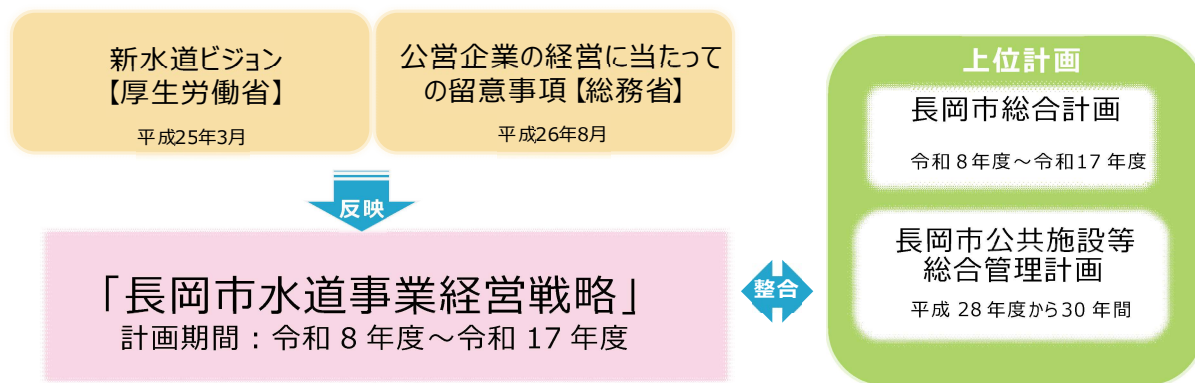 新水道ビジョン
【厚生労働省】
平成25年3月
公営企業の経営に当たって
の留意事項【総務省】
平成26年8月
反映
「長岡市水道事業経営戦略」
計画期間：令和 8 年度～令和 17 年度
整合
上位計画
長岡市総合計画
令和 8 年度～令和17 年度
長岡市公共施設等
総合管理計画
平成 28 年度から30 年間